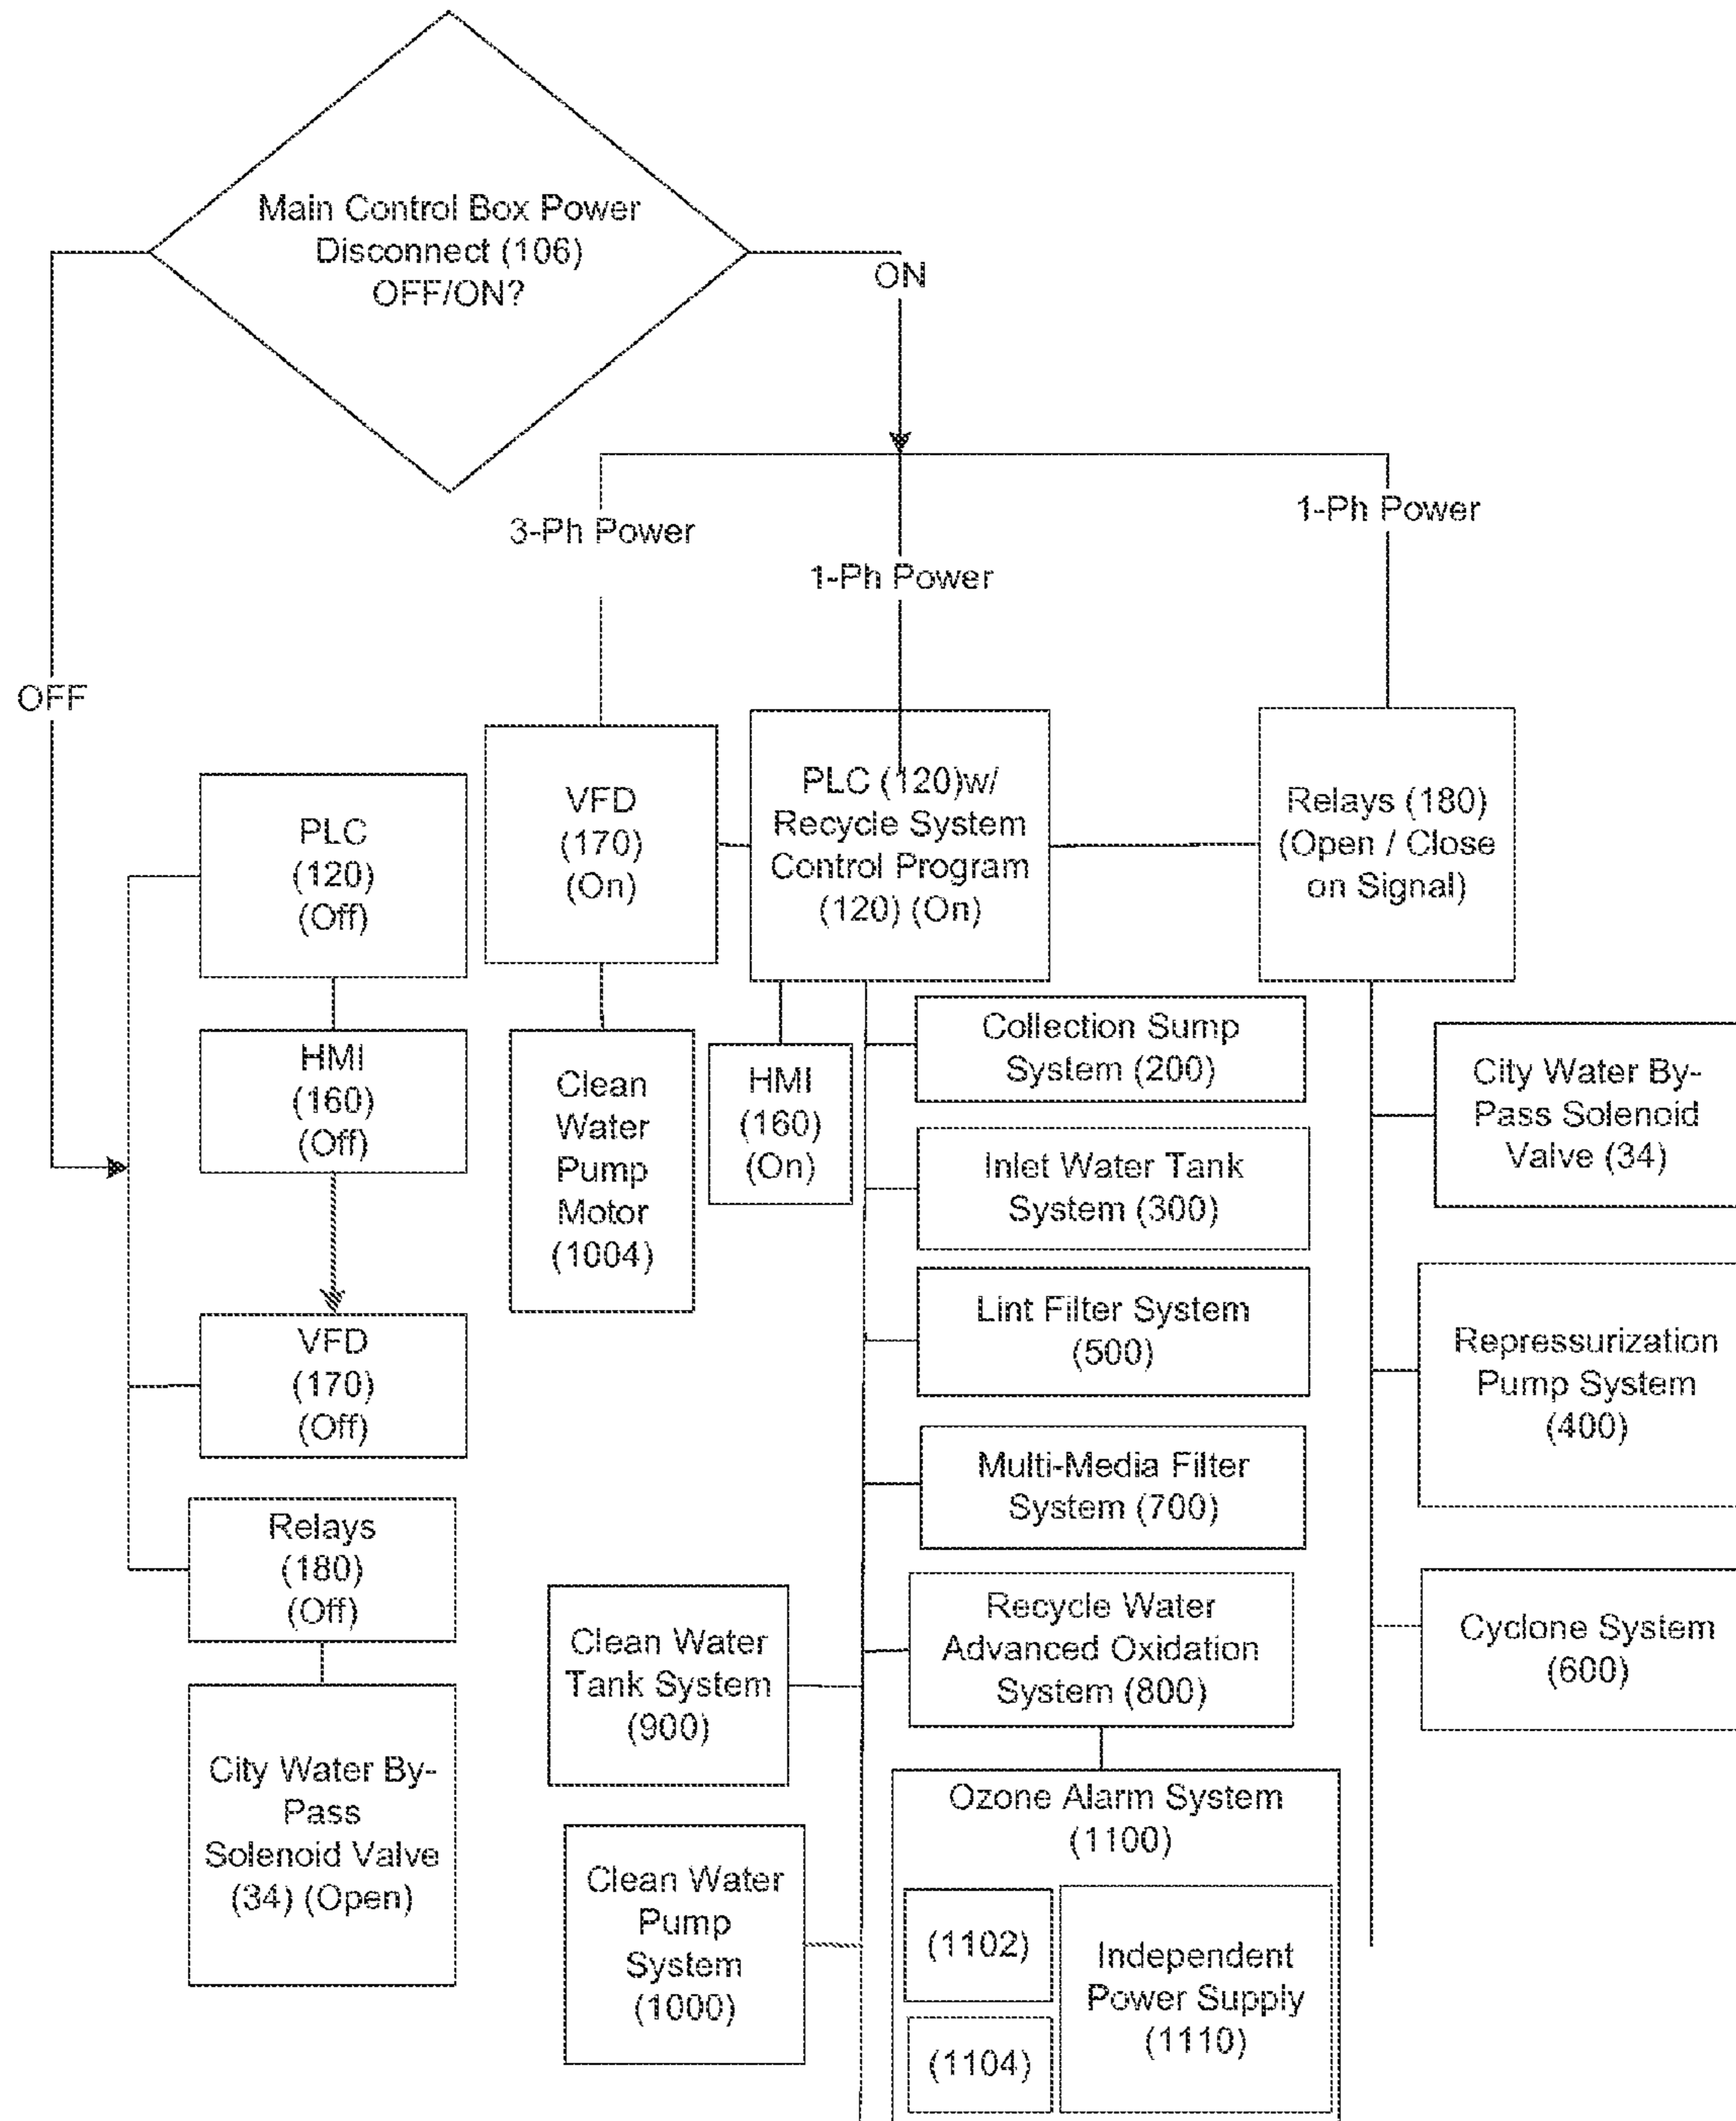 Main Control Box Power
Disconnect (106)
OFF/ON?
ON
OFF
3-Ph Power
1-Ph Power
1-Ph Power
PLC
(120)
(Off)
HMI
(160)
(Off)
VFD
(170)
(Off)
Relays
(180)
(Off)
City Water By-
Pass
Solenoid Valve
(34) (Open)
VFD
(170)
(On)
Clean
Water
Pump
Motor
(1004)
PLC (120)w/
Recycle System
Control Program
(120) (On)
HMI
(160)
(On)
Relays (180)
(Open / Close
on Signal)
Collection Sump
System (200)
Inlet Water Tank
System (300)
Lint Filter System
(500)
Multi-Media Filter
System (700)
Recycle Water
Advanced Oxidation
System (800)
Clean Water
Tank System
(900)
Clean Water
Pump
System
(1000)
Ozone Alarm System
(1100)
(1102)
(1104)
Independent
Power Supply
(1110)
City Water By-
Pass Solenoid
Valve (34)
Repressurization
Pump System
(400)
Cyclone System
(600)